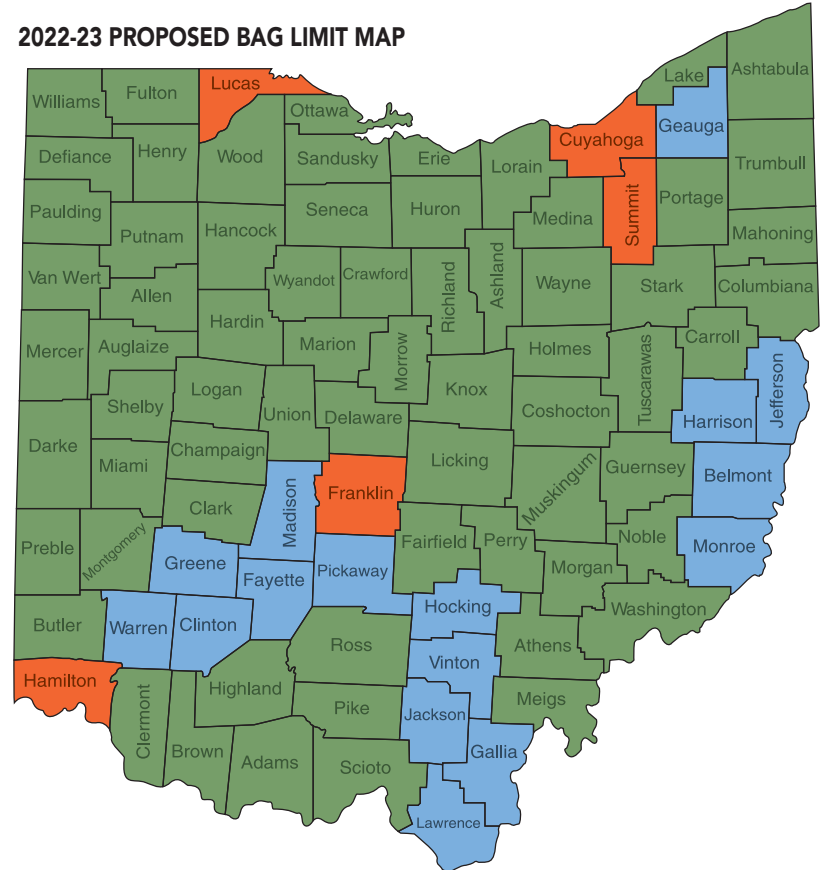 2022-23 PROPOSED BAG LIMIT MAP
Williams
Fulton
Lucas
Ottawa
Lake
Ashtabula
Geauga
Cuyahoga
Defiance
Henry
Wood
Sandusky
Erie
Lorain
Trumbull
Paulding
Putnam
Hancock
Seneca
Huron
Medina
Summit
Portage
Mahoning
Van Wert
Allen
Wyandot
Crawford
Richland
Ashland
Wayne
Stark
Columbiana
Mercer
Auglaize
Hardin
Marion
Morrow
Holmes
Tuscarawas
Carroll
Jefferson
Shelby
Logan
Union
Delaware
Knox
Coshocton
Harrison
Darke
Miami
Champaign
Clark
Madison
Franklin
Licking
Muskingum
Guernsey
Belmont
Preble
Montgomery
Greene
Fayette
Pickaway
Fairfield
Perry
Morgan
Noble
Monroe
Butler
Warren
Clinton
Ross
Hocking
Athens
Washington
Hamilton
Clermont
Highland
Pike
Vinton
Jackson
Meigs
Brown
Adams
Scioto
Gallia
Lawrence